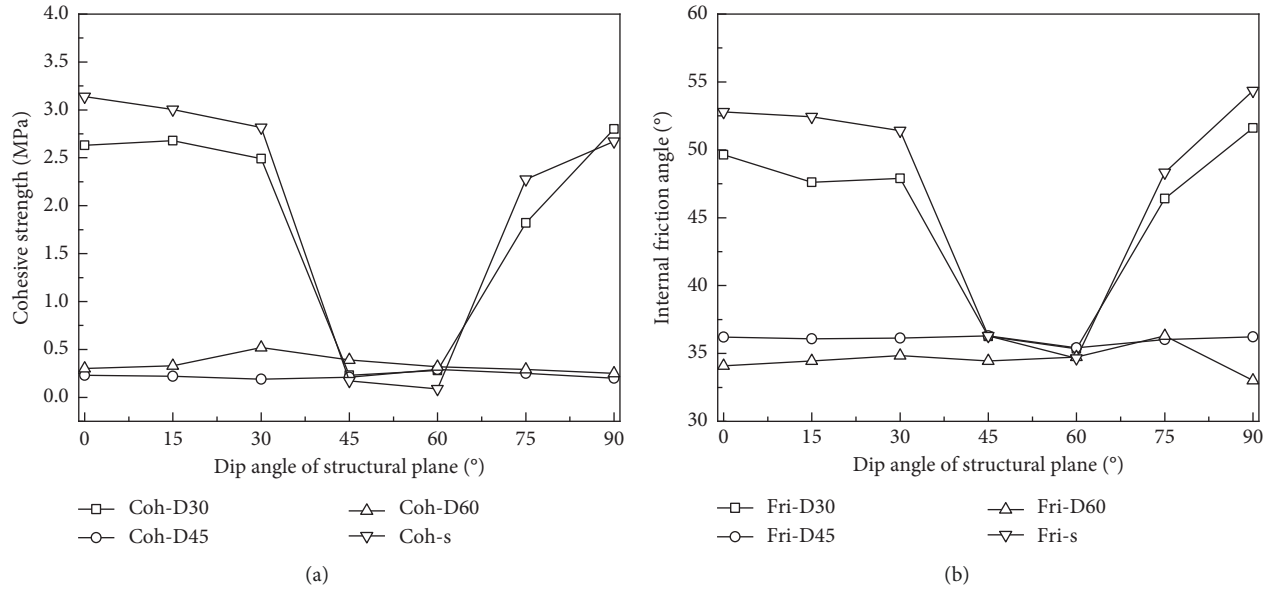 4.0
3.5
3.0
2.5
2.0
1.5
1.0
0.5
0.0
Cohesive strength (MPa)
0 15 30 45 60 75 90
Dip angle of structural plane (°)
Coh-D30 Coh-D60
Coh-D45 Coh-s
(a)
60
55
50
45
40
35
30
Internal friction angle (°)
0 15 30 45 60 75 90
Dip angle of structural plane (°)
Fri-D30 Fri-D60
Fri-D45 Fri-s
(b)